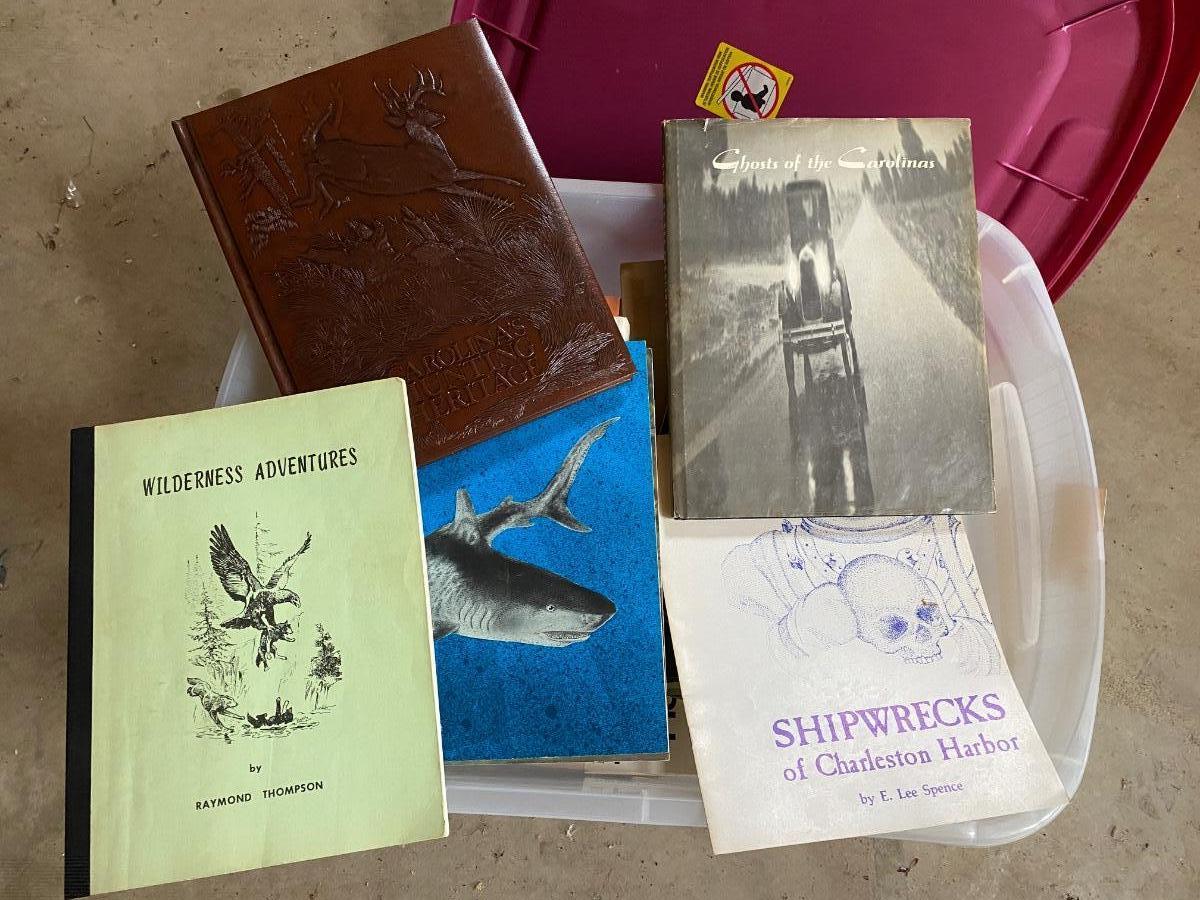 CAROLINA'S
HUNTING
HERITAGE
Ghosts of the Carolinas
WILDERNESS ADVENTURES
by
RAYMOND THOMPSON
SHIPWRECKS
of Charleston Harbor
by E. Lee Spence